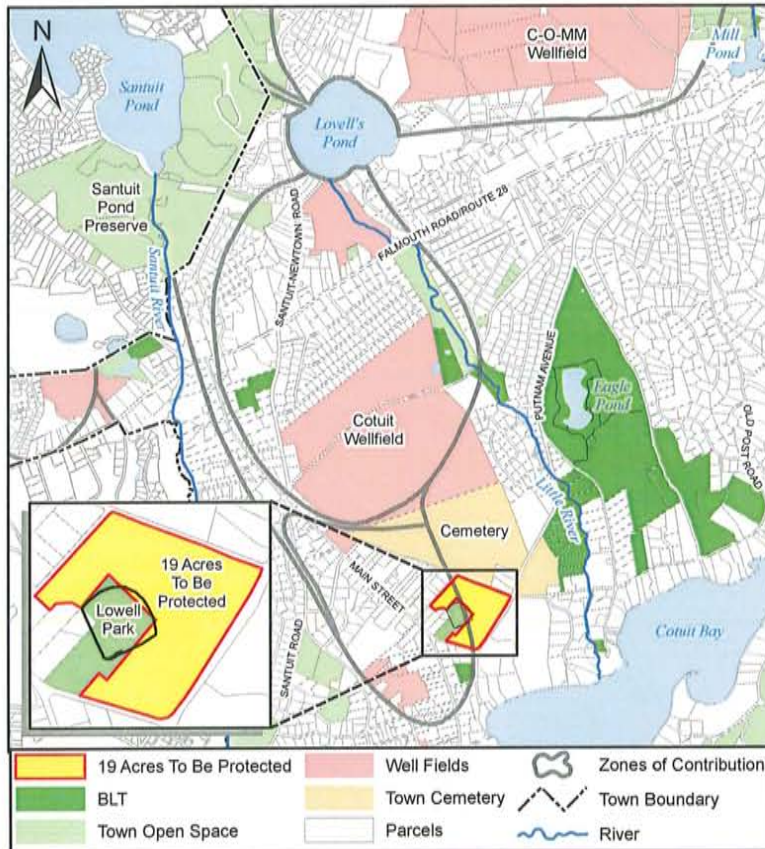 N
Santuit
Pond
C-O-MM
Wellfield
Mill
Pond
Lovell's
Pond
Santuit
Pond
Preserve
Santuit River
SANTUIT-NEWTOWN ROAD
FALMOUTH ROAD/ROUTE 28
PUTNAM AVENUE
Eagle
Pond
OLD POST ROAD
Cotuit
Wellfield
Little River
Cemetery
MAIN STREET
SANTUIT ROAD
Cotuit Bay
19 Acres
To Be
Protected
Lowell
Park
19 Acres To Be Protected
Well Fields
Zones of Contribution
BLT
Town Cemetery
Town Boundary
Town Open Space
Parcels
River